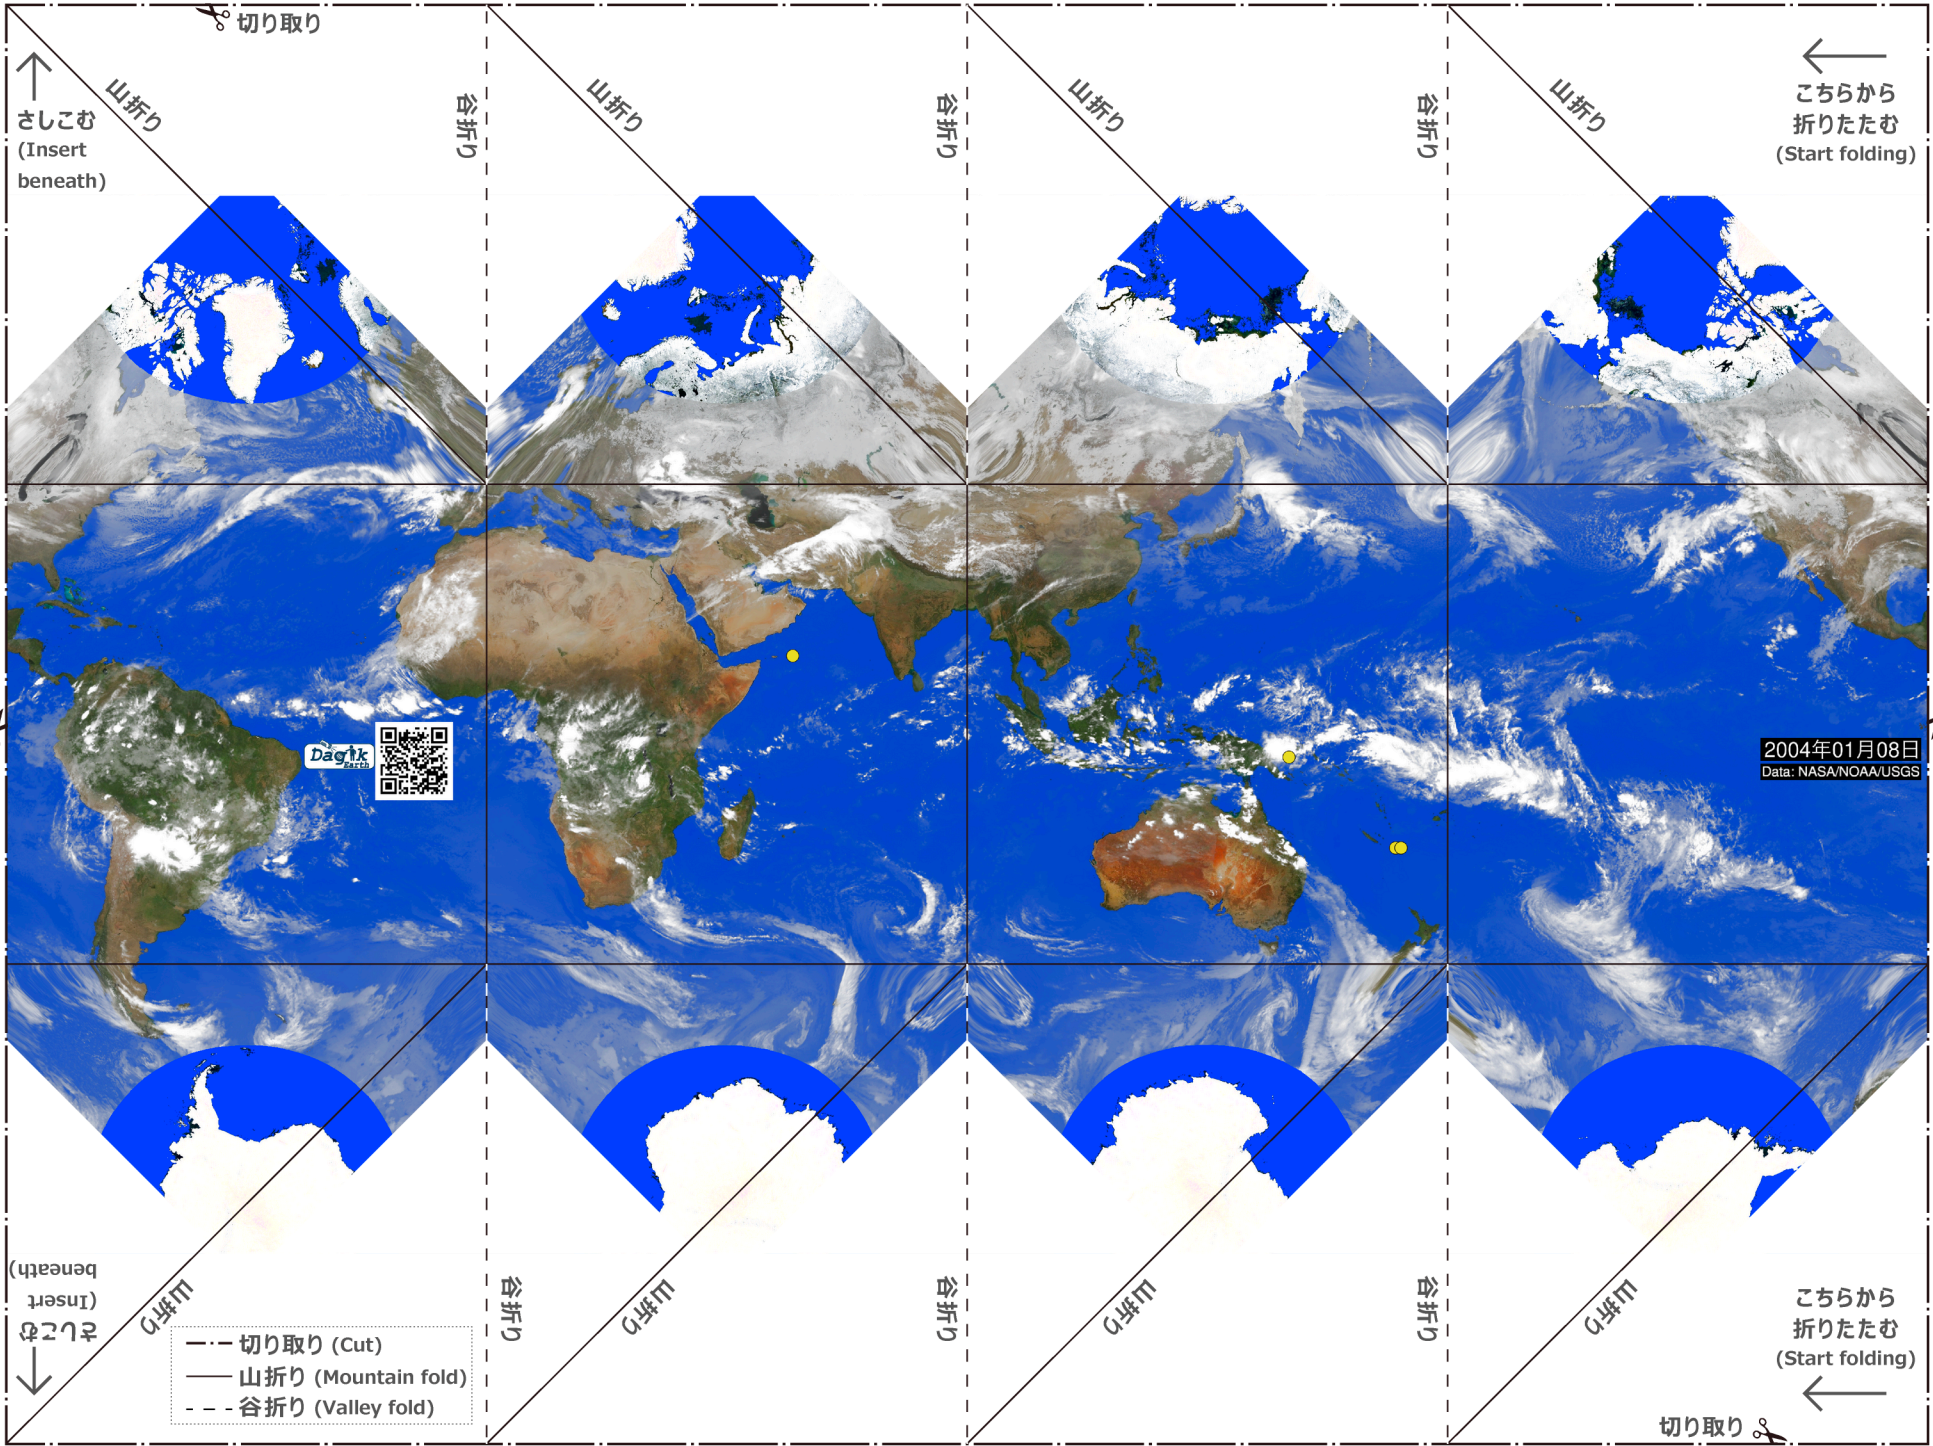 切り取り
山折り
山折り
山折り
山折り
谷折り
谷折り
谷折り
さしこむ
(Insert
beneath)
こちらから
折りたたむ
(Start folding)
Dagik
Earth
2004年01月08日
Data: NASA/NOAA/USGS
さしこむ
(Insert
beneath)
山折り
山折り
山折り
山折り
谷折り
谷折り
谷折り
こちらから
折りたたむ
(Start folding)
切り取り (Cut)
山折り (Mountain fold)
谷折り (Valley fold)
切り取り